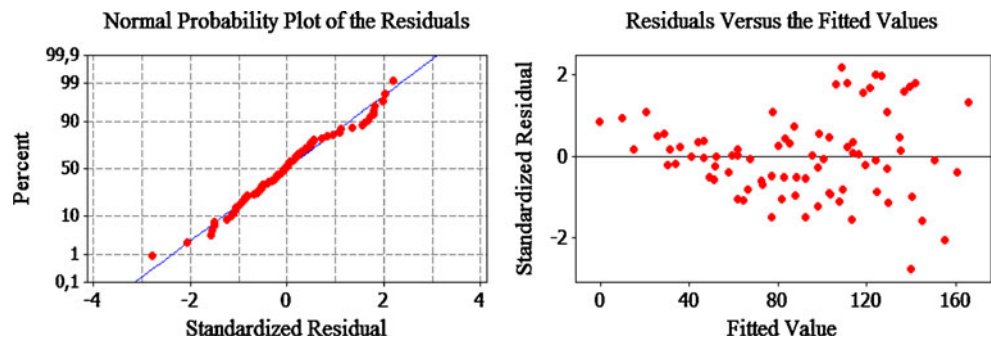 Normal Probability Plot of the Residuals
99,9
99
90
50
10
1
0,1
Percent
-4 -2 0 2 4
Standardized Residual
Residuals Versus the Fitted Values
2
0
-2
Standardized Residual
0 40 80 120 160
Fitted Value